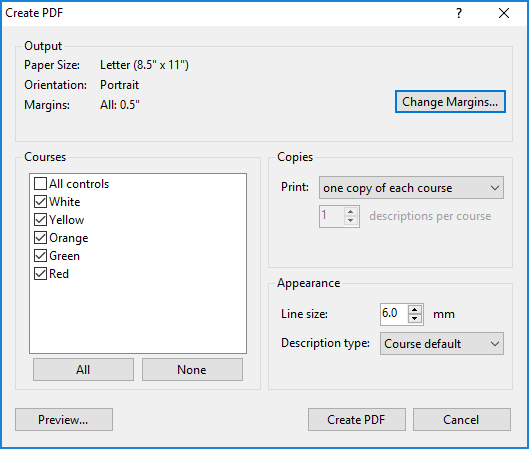 Create PDF
?
Output
Paper Size: Letter (8.5" x 11")
Orientation: Portrait
Margins: All: 0.5"
Change Margins...
Courses
All controls
White
Yellow
Orange
Green
Red
All None
Copies
Print: one copy of each course
1 descriptions per course
Appearance
Line size: 6.0 mm
Description type: Course default
Preview... Create PDF Cancel